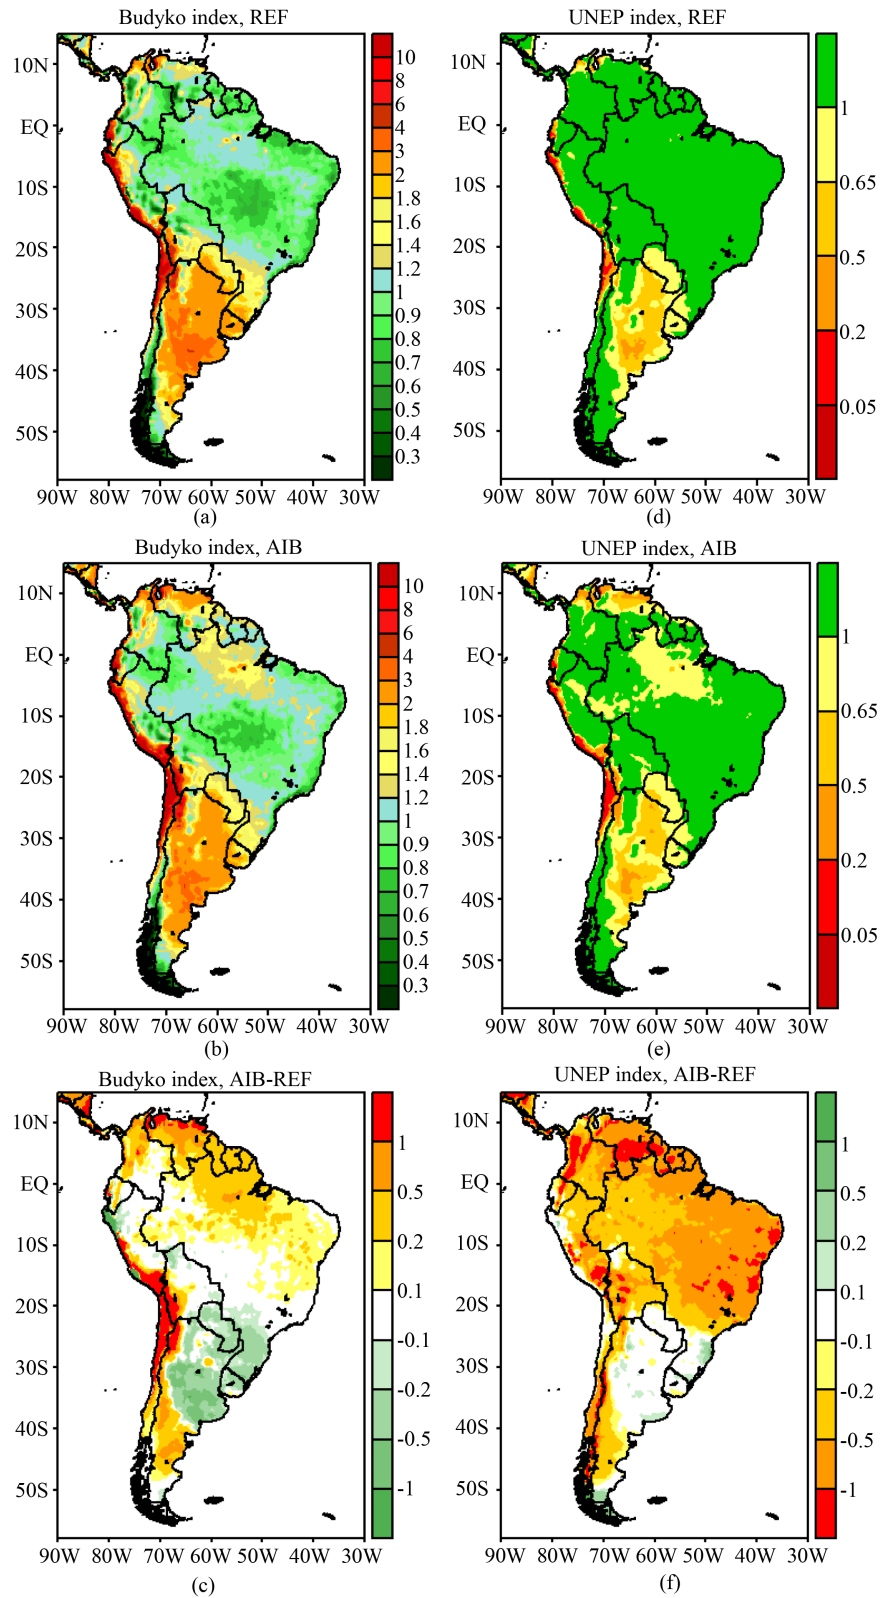 Budyko index, REF
10N
EQ
10S
20S
30S
40S
50S
90W 80W 70W 60W 50W 40W 30W
10
8
6
4
3
2
1.8
1.6
1.4
1.2
1
0.9
0.8
0.7
0.6
0.5
0.4
0.3
(a)
UNEP index, REF
10N
EQ
10S
20S
30S
40S
50S
90W 80W 70W 60W 50W 40W 30W
1
0.65
0.5
0.2
0.05
(d)
Budyko index, AIB
10N
EQ
10S
20S
30S
40S
50S
90W 80W 70W 60W 50W 40W 30W
10
8
6
4
3
2
1.8
1.6
1.4
1.2
1
0.9
0.8
0.7
0.6
0.5
0.4
0.3
(b)
UNEP index, AIB
10N
EQ
10S
20S
30S
40S
50S
90W 80W 70W 60W 50W 40W 30W
1
0.65
0.5
0.2
0.05
(e)
Budyko index, AIB-REF
10N
EQ
10S
20S
30S
40S
50S
90W 80W 70W 60W 50W 40W 30W
1
0.5
0.2
0.1
-0.1
-0.2
-0.5
-1
(c)
UNEP index, AIB-REF
10N
EQ
10S
20S
30S
40S
50S
90W 80W 70W 60W 50W 40W 30W
1
0.5
0.2
0.1
-0.1
-0.2
-0.5
-1
(f)